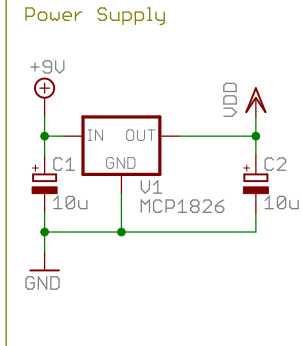 Power Supply
+9V
VDD
IN OUT
GND
C1
+
10u
V1
MCP1826
C2
+
10u
GND